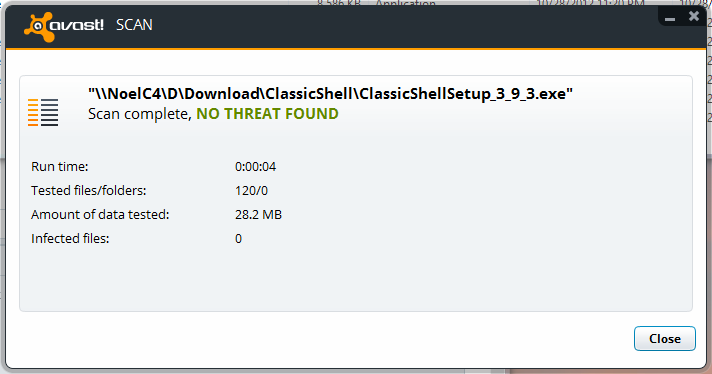 8,586 KB Application 10/28/2012 11:20 PM 10/28/
avast! SCAN
"\\NoelC4\D\Download\ClassicShell\ClassicShellSetup_3_9_3.exe"
Scan complete, NO THREAT FOUND
Run time: 0:00:04
Tested files/folders: 120/0
Amount of data tested: 28.2 MB
Infected files: 0
Close